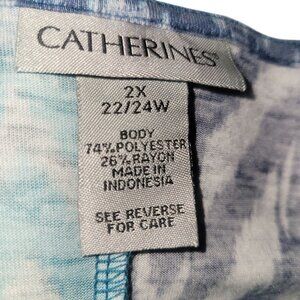 CATHERINES®
2X
22/24W
BODY
74%POLYESTER
26%RAYON
MADE IN
INDONESIA
SEE REVERSE
FOR CARE